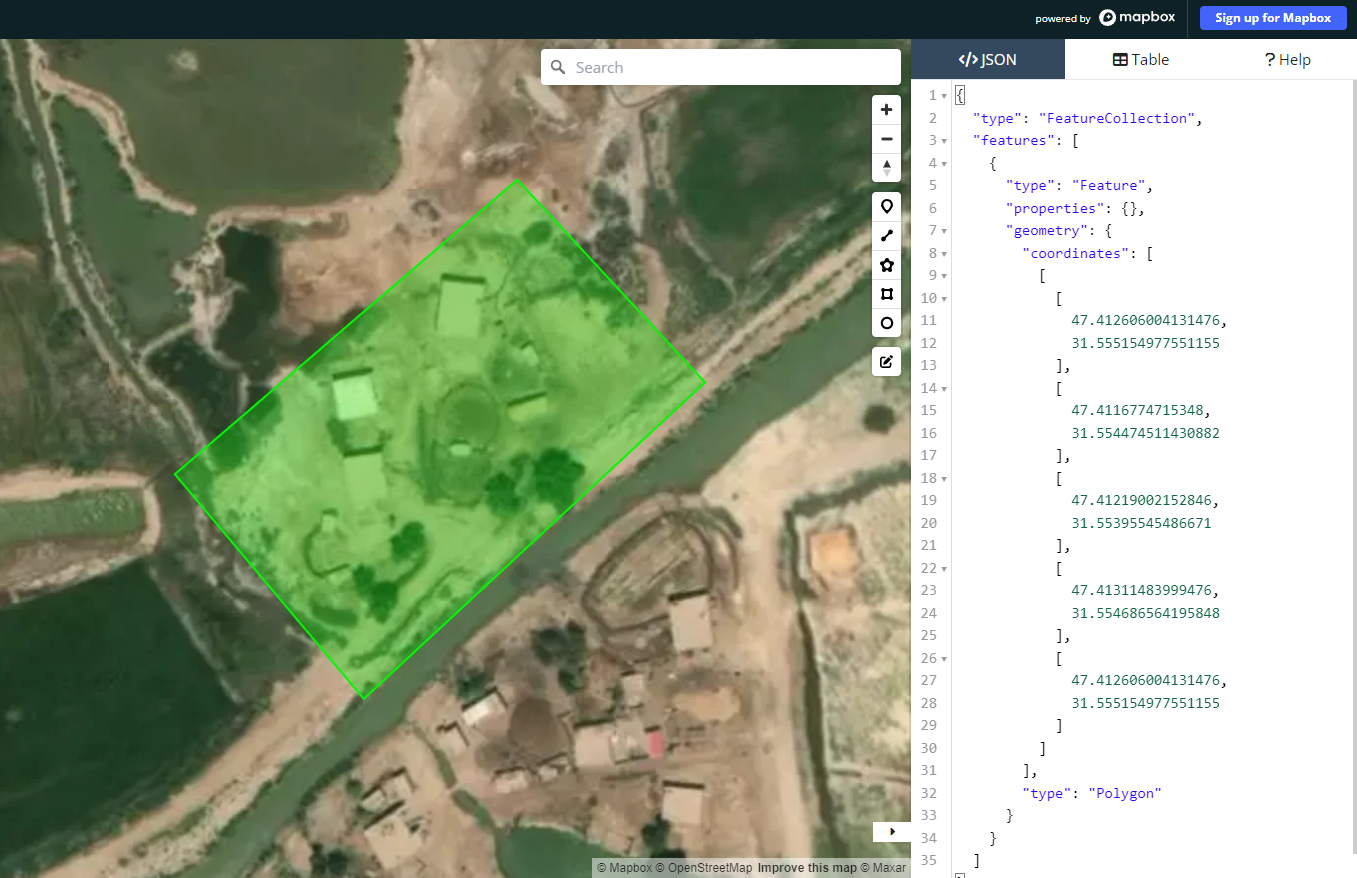 powered by mapbox Sign up for Mapbox
Search
</> JSON Table ? Help
1 {
2 "type": "FeatureCollection",
3 "features": [
4 {
5 "type": "Feature",
6 "properties": {},
7 "geometry": {
8 "coordinates": [
9 [
10 [
11 47.412606004131476,
12 31.555154977551155
13 ],
14 [
15 47.4116774715348,
16 31.554474511430882
17 ],
18 [
19 47.41219002152846,
20 31.55395545486671
21 ],
22 [
23 47.41311483999476,
24 31.554686564195848
25 ],
26 [
27 47.412606004131476,
28 31.555154977551155
29 ]
30 ]
31 ],
32 "type": "Polygon"
33 }
34 }
35 ]
© Mapbox © OpenStreetMap Improve this map © Maxar